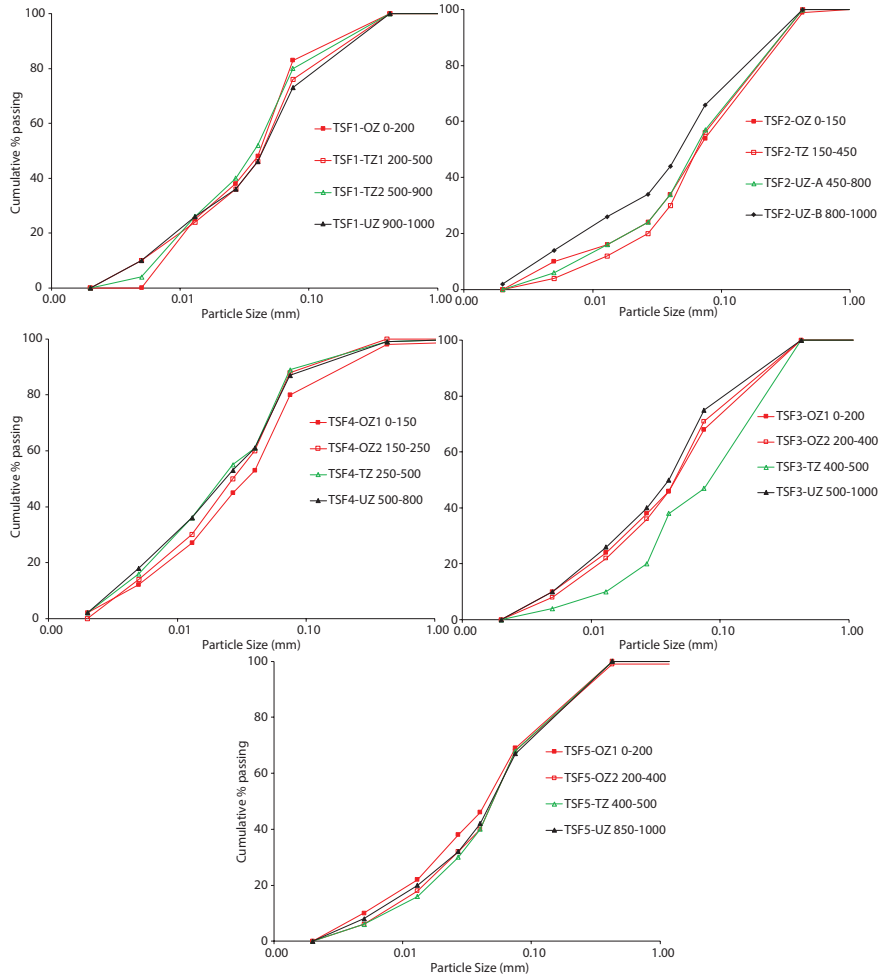 100
80
60
40
20
0
Cumulative % passing
0.00
0.01
0.10
1.00
Particle Size (mm)
TSF1-OZ 0-200
TSF1-TZ1 200-500
TSF1-TZ2 500-900
TSF1-UZ 900-1000
100
80
60
40
20
0
0.00
0.01
0.10
1.00
Particle Size (mm)
TSF2-OZ 0-150
TSF2-TZ 150-450
TSF2-UZ-A 450-800
TSF2-UZ-B 800-1000
100
80
60
40
20
0
Cumulative % passing
0.00
0.01
0.10
1.00
Particle Size (mm)
TSF4-OZ1 0-150
TSF4-OZ2 150-250
TSF4-TZ 250-500
TSF4-UZ 500-800
100
80
60
40
20
0
0.00
0.01
0.10
1.00
Particle Size (mm)
TSF3-OZ1 0-200
TSF3-OZ2 200-400
TSF3-TZ 400-500
TSF3-UZ 500-1000
100
80
60
40
20
0
Cumulative % passing
0.00
0.01
0.10
1.00
Particle Size (mm)
TSF5-OZ1 0-200
TSF5-OZ2 200-400
TSF5-TZ 400-500
TSF5-UZ 850-1000